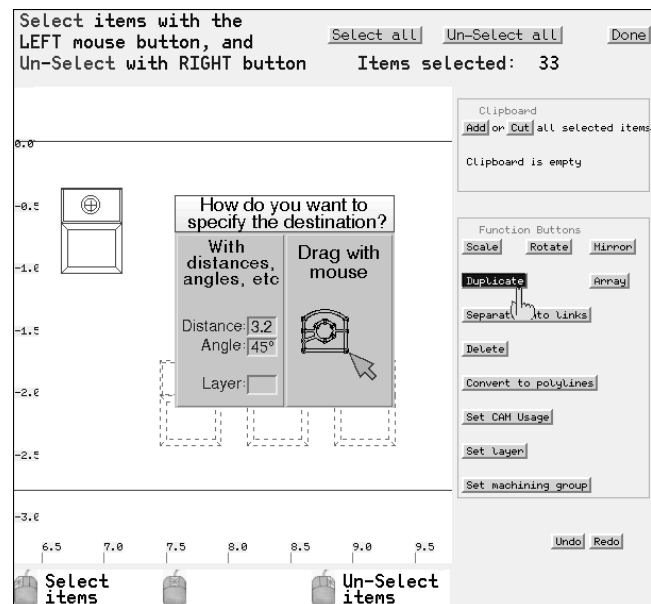 Select items with the
LEFT mouse button, and
Un-Select with RIGHT button
Select all
Un-Select all
Done
Items selected: 33
Clipboard
Add or Cut all selected items
Clipboard is empty
0.0
-0.5
-1.0
-1.5
-2.0
-2.5
-3.0
How do you want to
specify the destination?
With
distances,
angles, etc
Distance: 3.2
Angle: 45°
Layer:
Drag with
mouse
Function Buttons
Scale Rotate Mirror
Duplicate Array
Separate into links
Delete
Convert to polylines
Set CAM Usage
Set layer
Set machining group
Undo Redo
6.5 7.0 7.5 8.0 8.5 9.0 9.5
Select
items
Un-Select
items